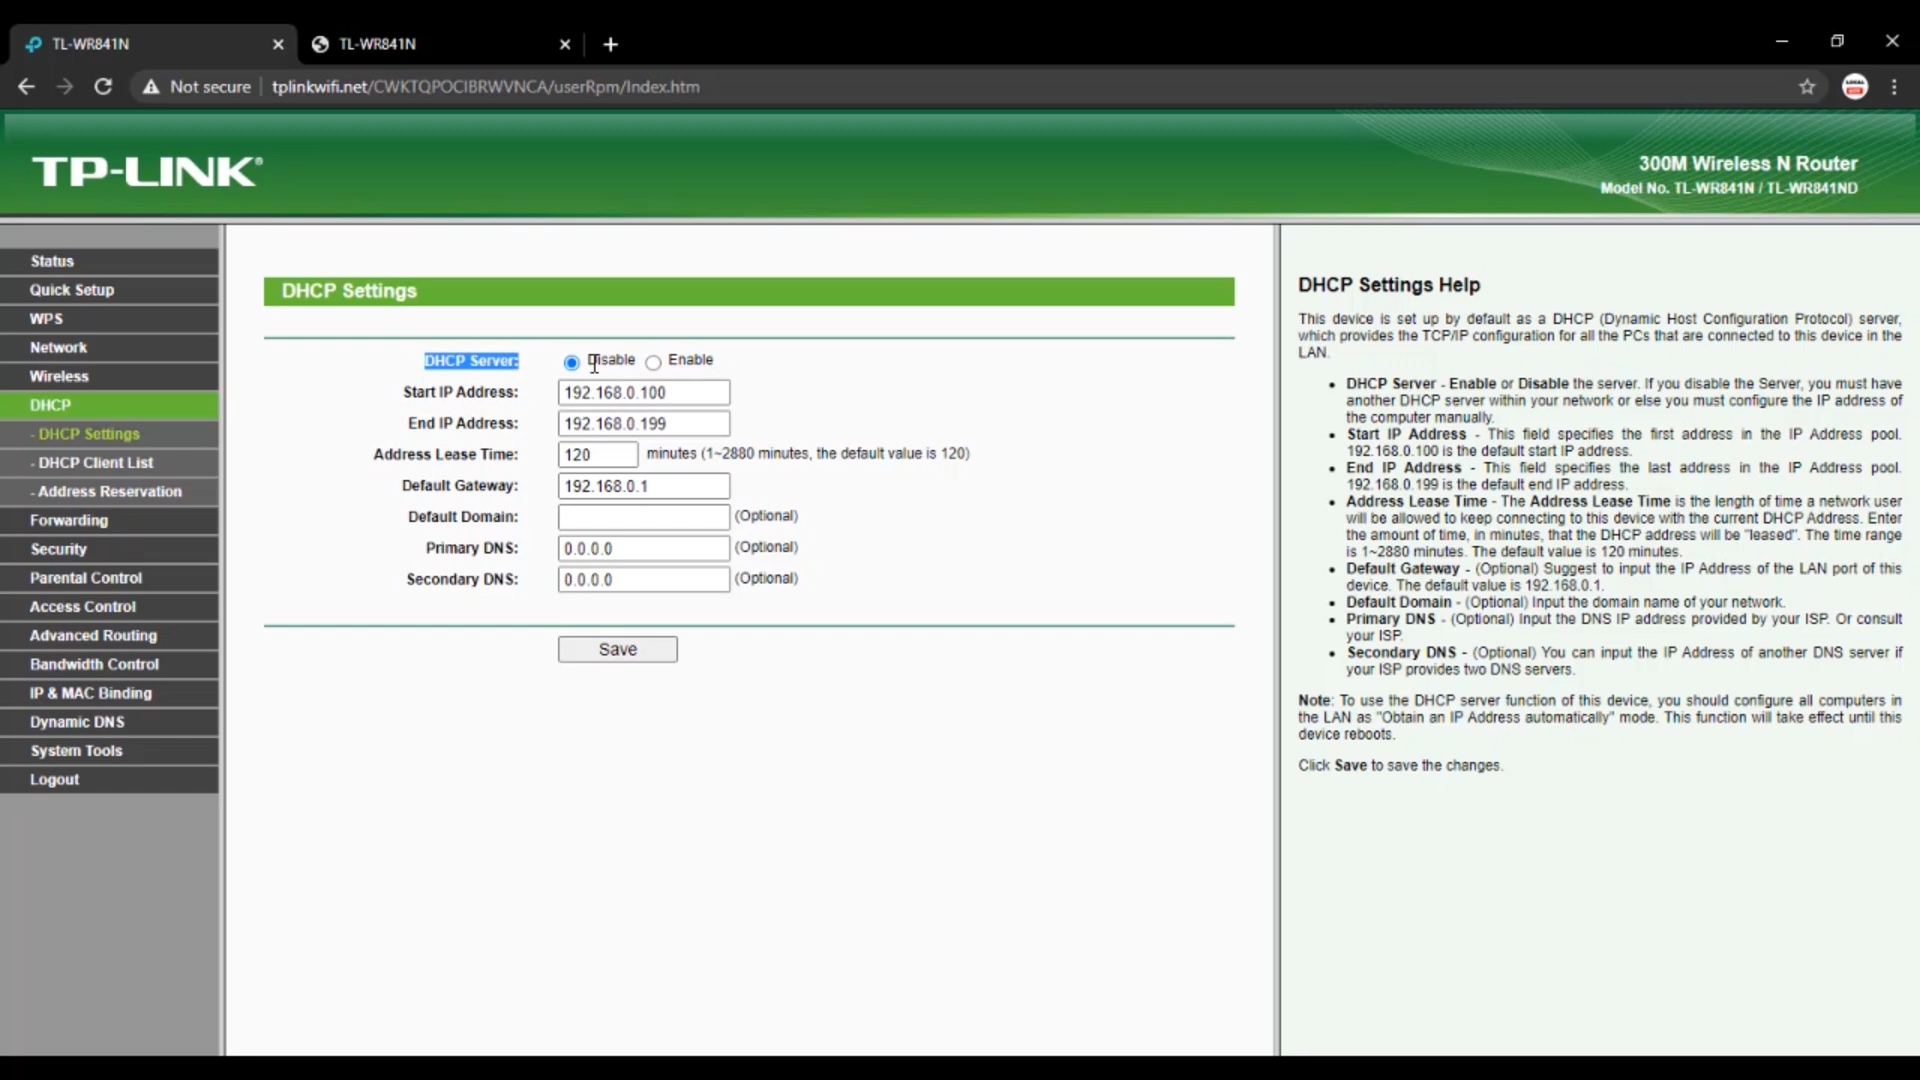 TL-WR841N
TL-WR841N
Not secure
tplinkwifi.net/CWKTQPOCIBRWVNCA/userRpm/Index.htm
TP-LINK®
300M Wireless N Router
Model No. TL-WR841N / TL-WR841ND
Status
Quick Setup
WPS
Network
Wireless
DHCP
- DHCP Settings
- DHCP Client List
- Address Reservation
Forwarding
Security
Parental Control
Access Control
Advanced Routing
Bandwidth Control
IP & MAC Binding
Dynamic DNS
System Tools
Logout
DHCP Settings
DHCP Server: Disable Enable
Start IP Address: 192.168.0.100
End IP Address: 192.168.0.199
Address Lease Time: 120 minutes (1~2880 minutes, the default value is 120)
Default Gateway: 192.168.0.1
Default Domain: (Optional)
Primary DNS: 0.0.0.0 (Optional)
Secondary DNS: 0.0.0.0 (Optional)
Save
DHCP Settings Help
This device is set up by default as a DHCP (Dynamic Host Configuration Protocol) server,
which provides the TCP/IP configuration for all the PCs that are connected to this device in the
LAN.
• DHCP Server - Enable or Disable the server. If you disable the Server, you must have
another DHCP server within your network or else you must configure the IP address of
the computer manually.
• Start IP Address - This field specifies the first address in the IP Address pool.
192.168.0.100 is the default start IP address.
• End IP Address - This field specifies the last address in the IP Address pool.
192.168.0.199 is the default end IP address.
• Address Lease Time - The Address Lease Time is the length of time a network user
will be allowed to keep connecting to this device with the current DHCP Address. Enter
the amount of time, in minutes, that the DHCP address will be "leased". The time range
is 1~2880 minutes. The default value is 120 minutes.
• Default Gateway - (Optional) Suggest to input the IP Address of the LAN port of this
device. The default value is 192.168.0.1.
• Default Domain - (Optional) Input the domain name of your network.
• Primary DNS - (Optional) Input the DNS IP address provided by your ISP. Or consult
your ISP.
• Secondary DNS - (Optional) You can input the IP Address of another DNS server if
your ISP provides two DNS servers.
Note: To use the DHCP server function of this device, you should configure all computers in
the LAN as "Obtain an IP Address automatically" mode. This function will take effect until this
device reboots.
Click Save to save the changes.